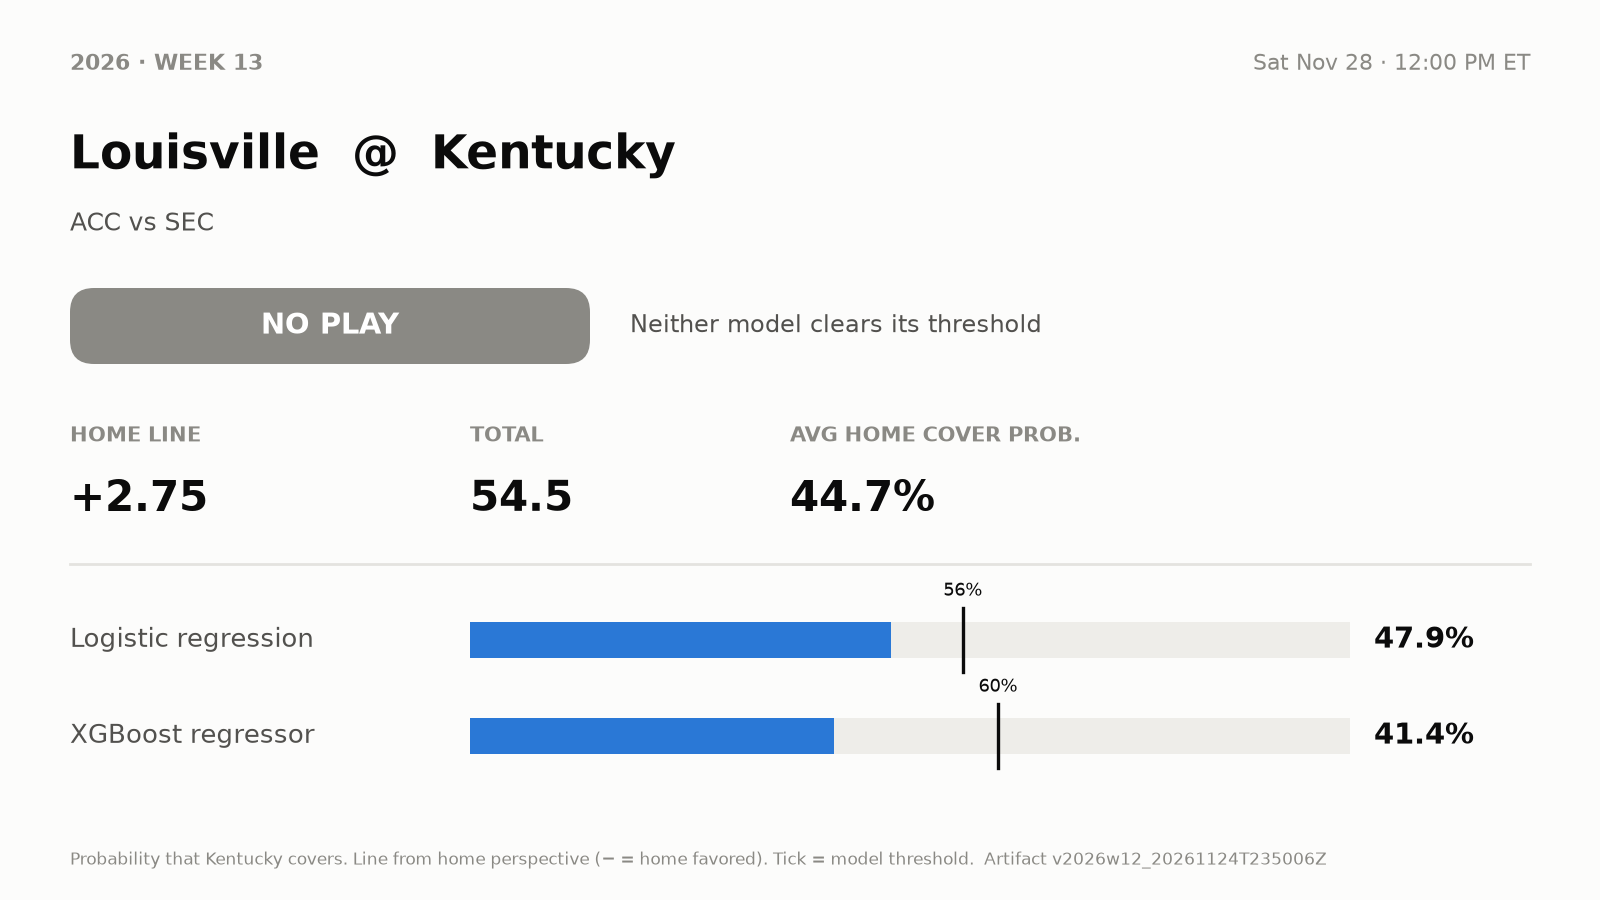 2026 · WEEK 13
Sat Nov 28 · 12:00 PM ET
Louisville @ Kentucky
ACC vs SEC
NO PLAY
Neither model clears its threshold
HOME LINE
TOTAL
AVG HOME COVER PROB.
+2.75
54.5
44.7%
56%
Logistic regression
47.9%
60%
XGBoost regressor
41.4%
Probability that Kentucky covers. Line from home perspective (− = home favored). Tick = model threshold. Artifact v2026w12_20261124T235006Z